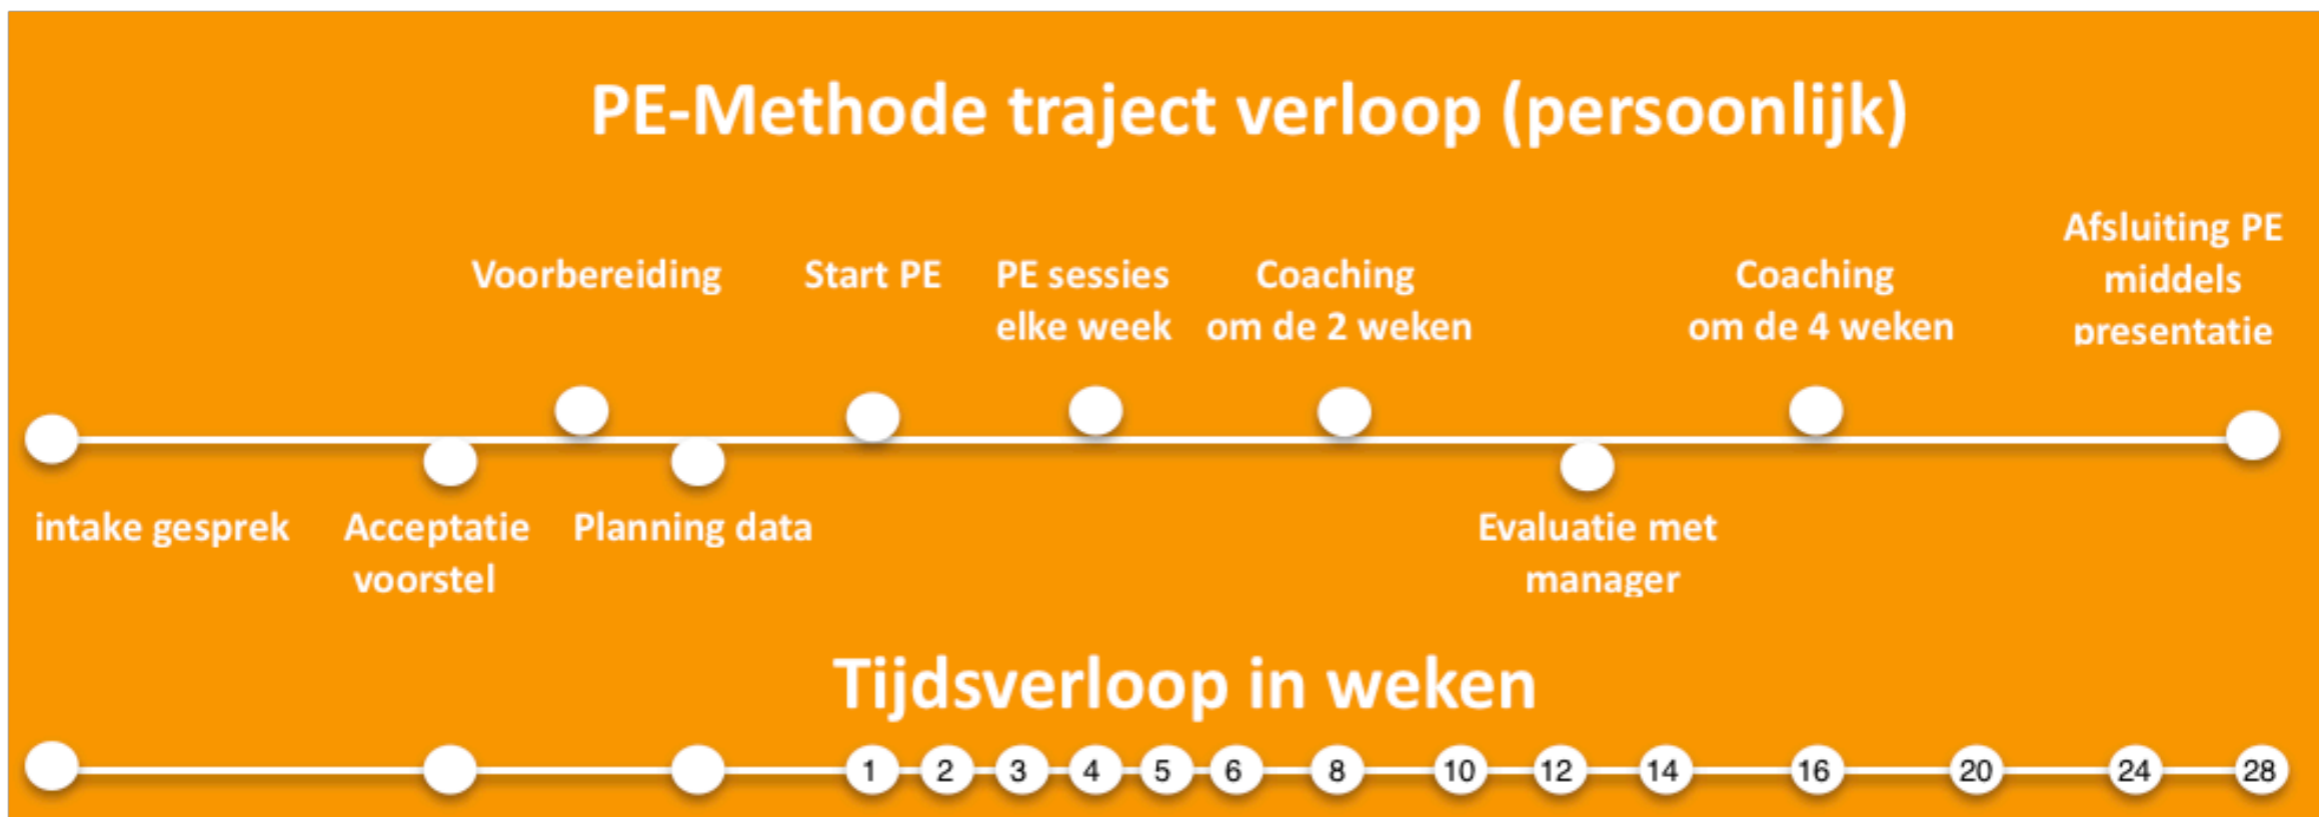 PE-Methode traject verloop (persoonlijk)
Voorbereiding
Start PE
PE sessies
elke week
Coaching
om de 2 weken
Coaching
om de 4 weken
Afsluiting PE
middels
presentatie
intake gesprek
Acceptatie
voorstel
Planning data
Evaluatie met
manager
Tijdsverloop in weken
1 2 3 4 5 6 8 10 12 14 16 20 24 28